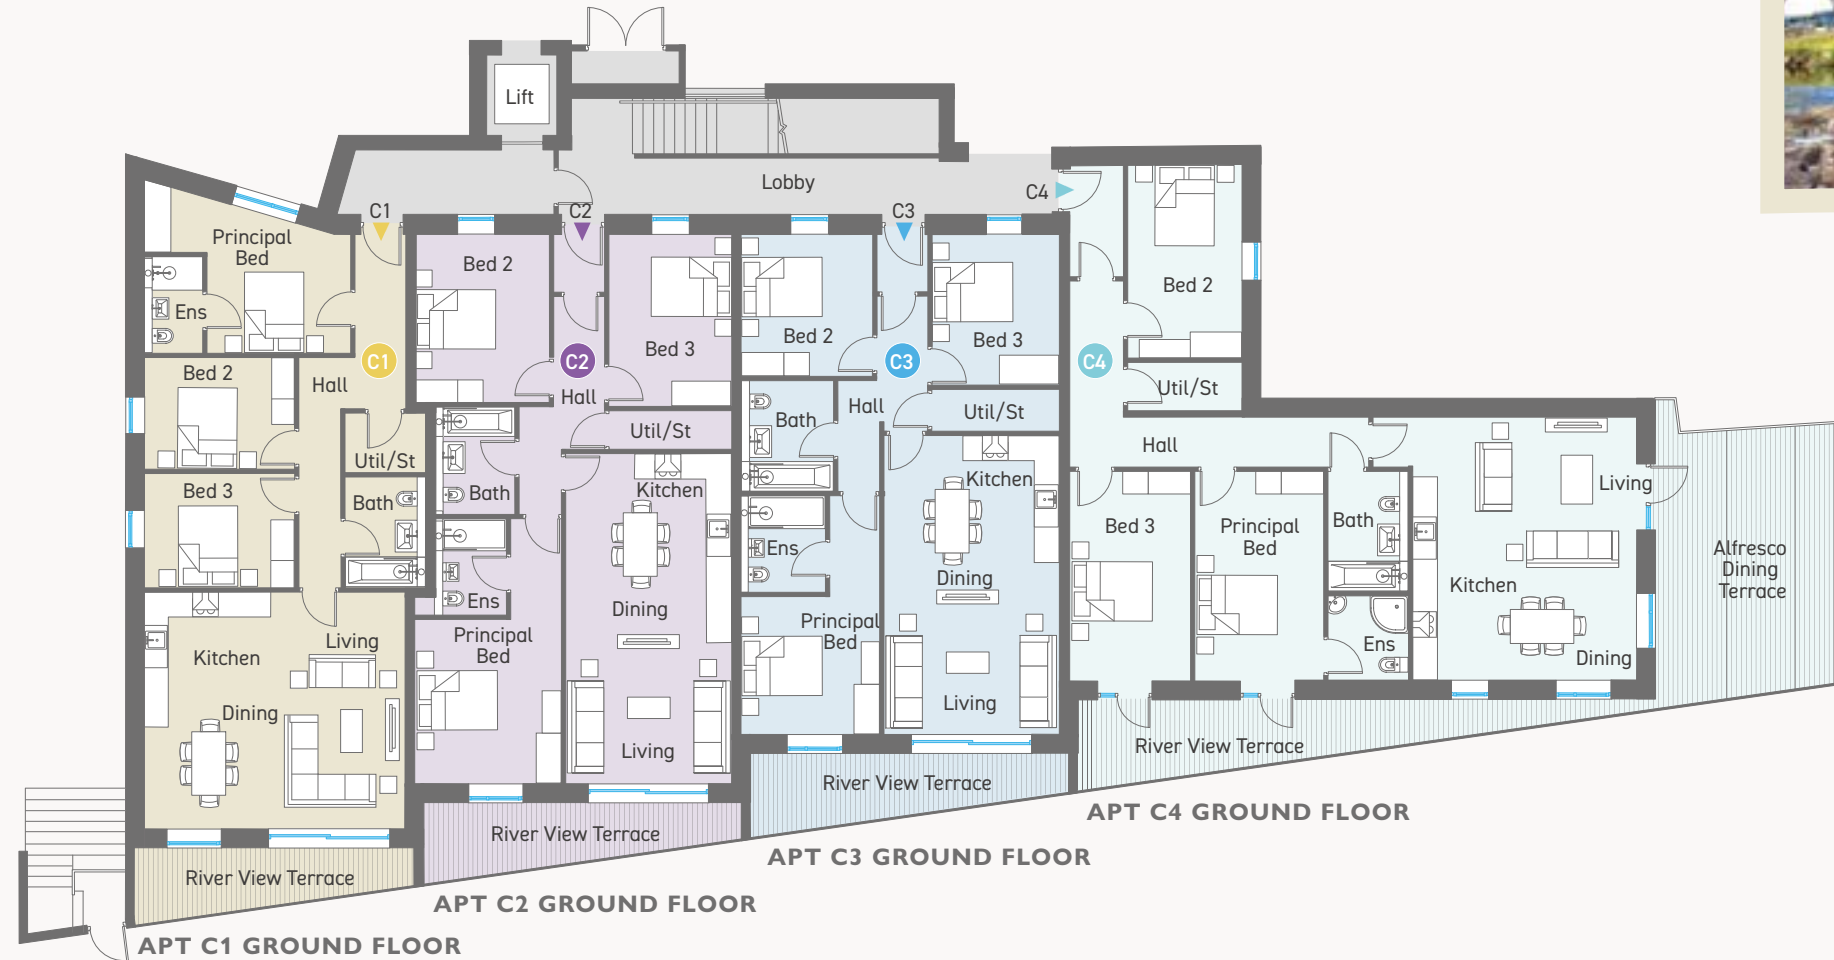 Lift
Lobby
C1
C2
C3
C4
Principal
Bed
Ens
Bed 2
Hall
C1
Util/St
Bed 3
Bath
Living
Kitchen
Dining
River View Terrace
APT C1 GROUND FLOOR
Bed 2
C2
Bed 3
Hall
Util/St
Bath
Kitchen
Ens
Dining
Principal
Bed
Living
River View Terrace
APT C2 GROUND FLOOR
Bed 2
C3
Bed 3
Hall
Util/St
Bath
Kitchen
Ens
Dining
Principal
Bed
Living
River View Terrace
APT C3 GROUND FLOOR
Bed 2
C4
Util/St
Hall
Living
Bed 3
Principal
Bed
Bath
Kitchen
Ens
Dining
Alfresco
Dining
Terrace
River View Terrace
APT C4 GROUND FLOOR